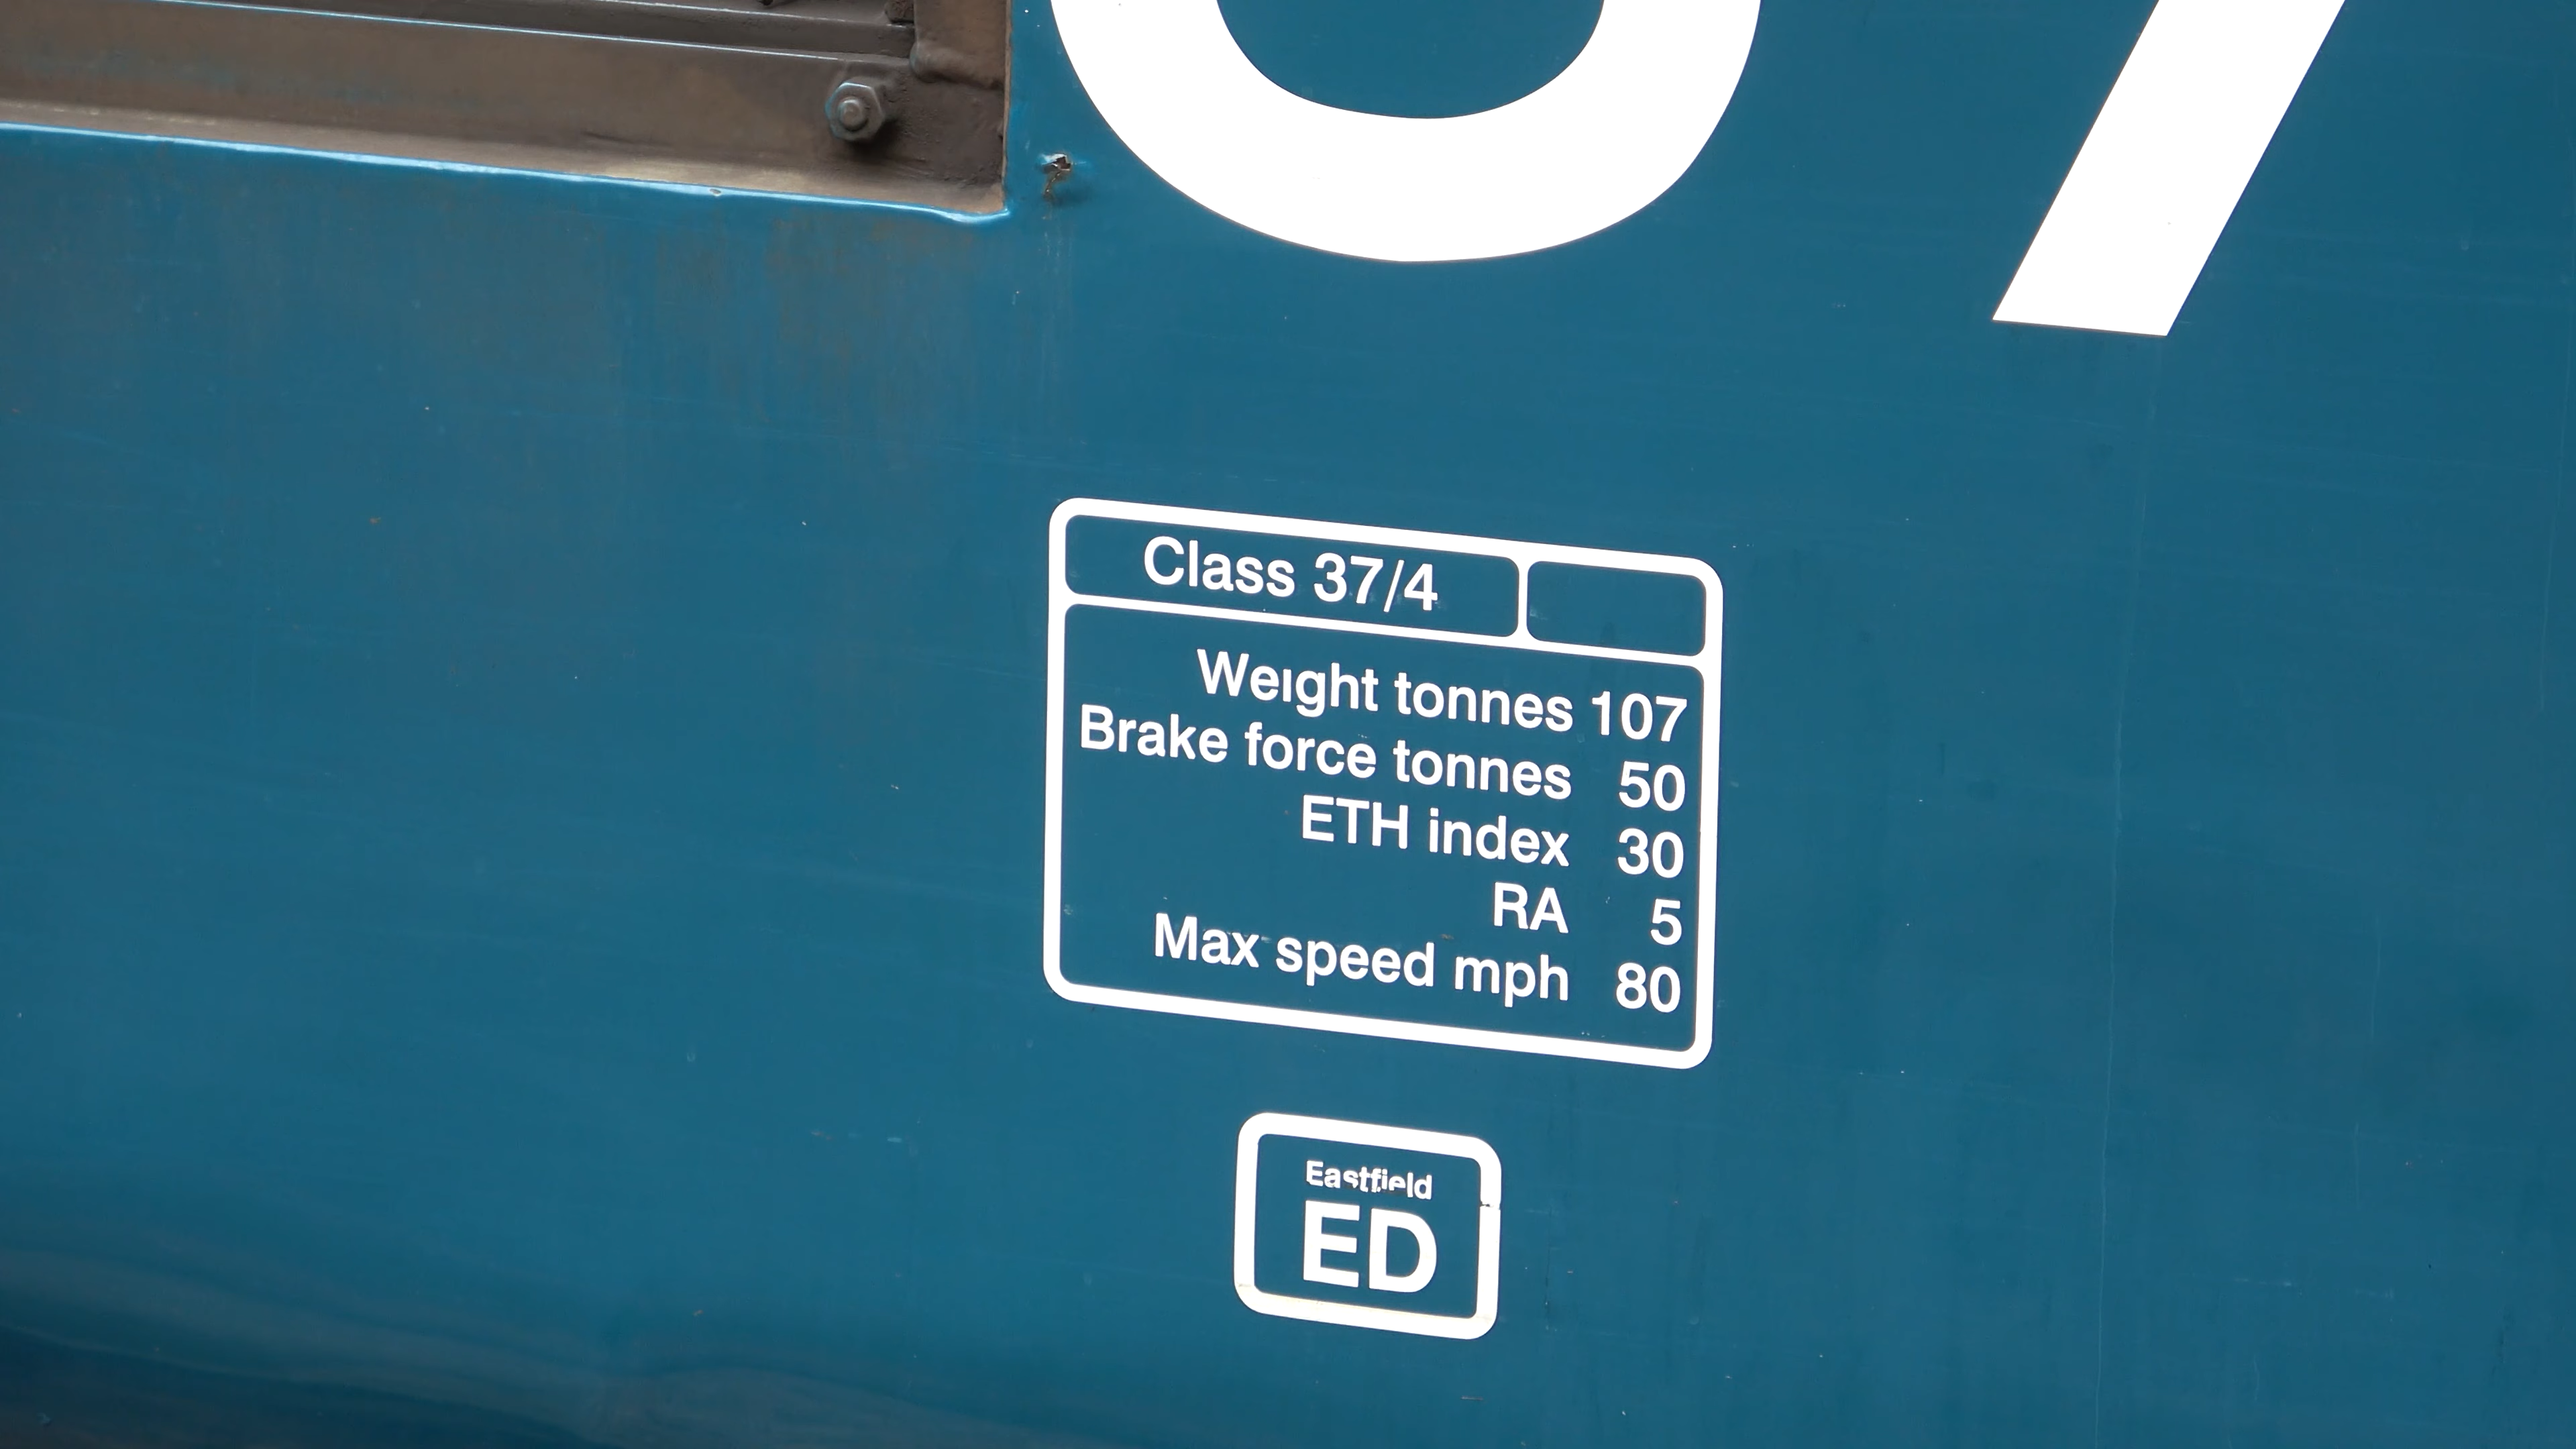 37
Class 37/4
Weight tonnes 107
Brake force tonnes 50
ETH index 30
RA 5
Max speed mph 80
Eastfield
ED